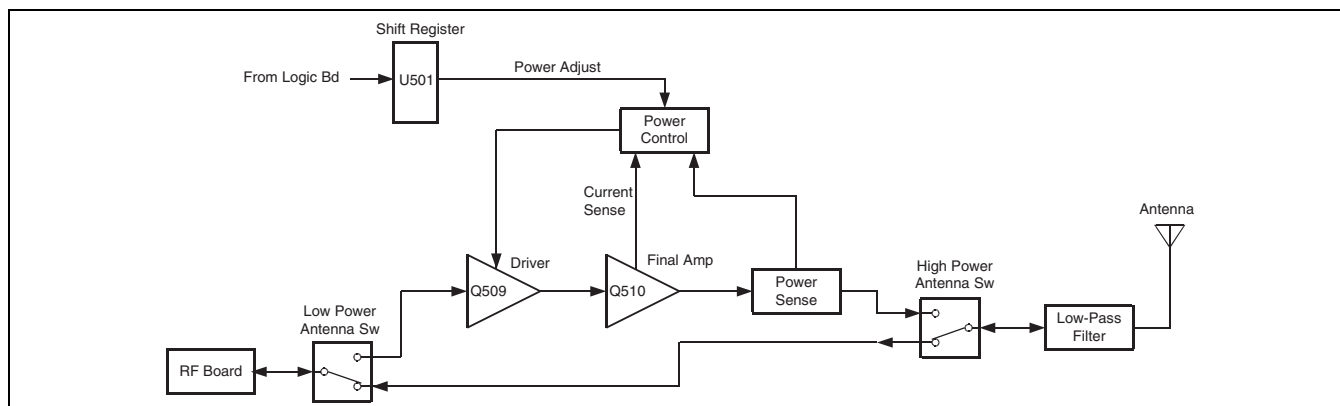 Shift Register
From Logic Bd
U501
Power Adjust
Power
Control
Current
Sense
Antenna
Driver
Final Amp
High Power
Antenna Sw
Q509
Q510
Power
Sense
Low Power
Antenna Sw
Low-Pass
Filter
RF Board